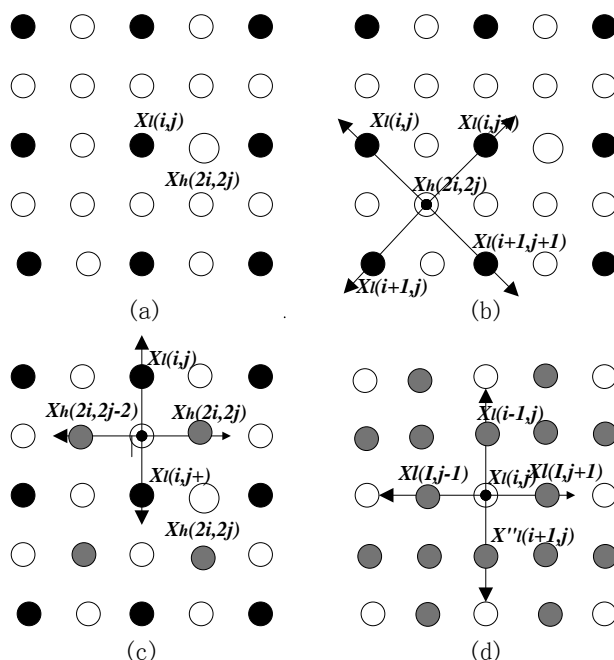 Xl(i,j)
Xh(2i,2j)
(a)
Xl(i,j)
Xh(2i,2j)
Xl(i+1,j+1)
Xl(i+1,j)
(b)
Xl(i,j)
Xh(2i,2j-2)
Xh(2i,2j)
Xl(i,j+)
Xh(2i,2j)
(c)
Xl(i-1,j)
Xl(I,j-1)
Xl(i,j)
Xl(I,j+1)
X''l(i+1,j)
(d)